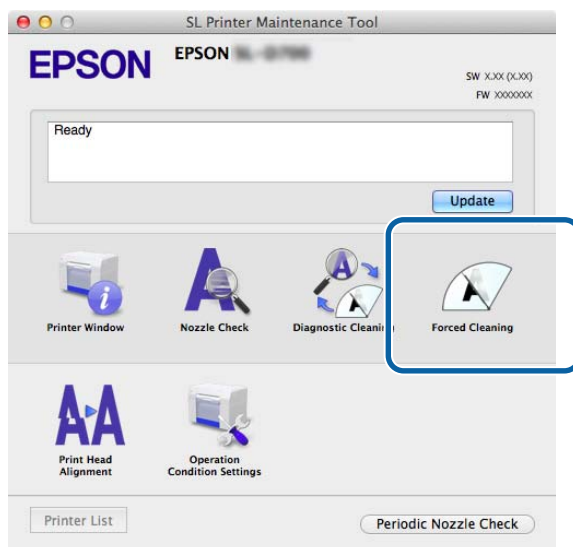 SL Printer Maintenance Tool
EPSON
EPSON
SW X.XX (X.XX)
FW XXXXXXX
Ready
Update
Printer Window
Nozzle Check
Diagnostic Cleaning
Forced Cleaning
Print Head
Alignment
Operation
Condition Settings
Printer List
Periodic Nozzle Check